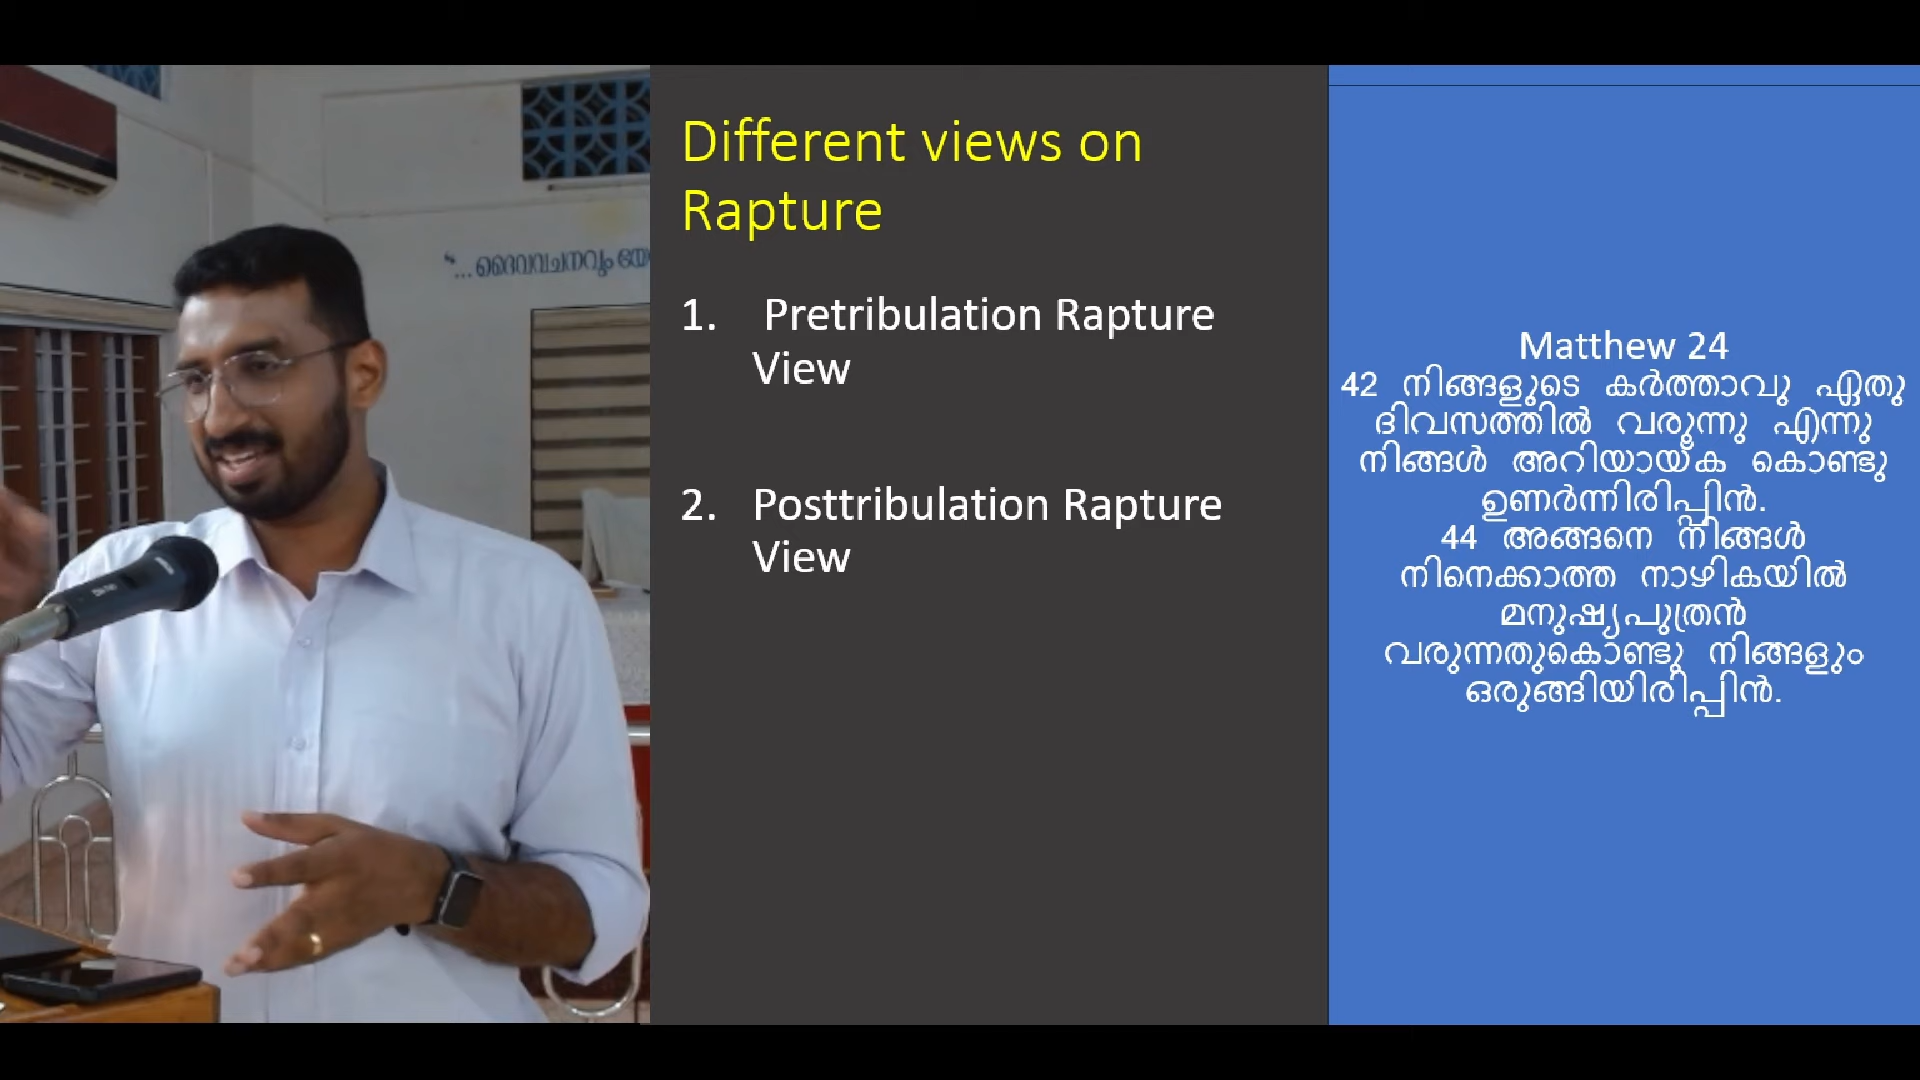 "... ദൈവവചനവും
Different views on
Rapture
1. Pretribulation Rapture
View
2. Posttribulation Rapture
View
Matthew 24
42 നിങ്ങളുടെ കർത്താവു ഏതു
ദിവസത്തിൽ വരുന്നു എന്നു
നിങ്ങൾ അറിയായ്ക കൊണ്ടു
ഉണർന്നിരിപ്പിൻ.
44 അങ്ങനെ നിങ്ങൾ
നിനെക്കാത്ത നാഴികയിൽ
മനുഷ്യപുത്രൻ
വരുന്നതുകൊണ്ടു നിങ്ങളും
ഒരുങ്ങിയിരിപ്പിൻ.